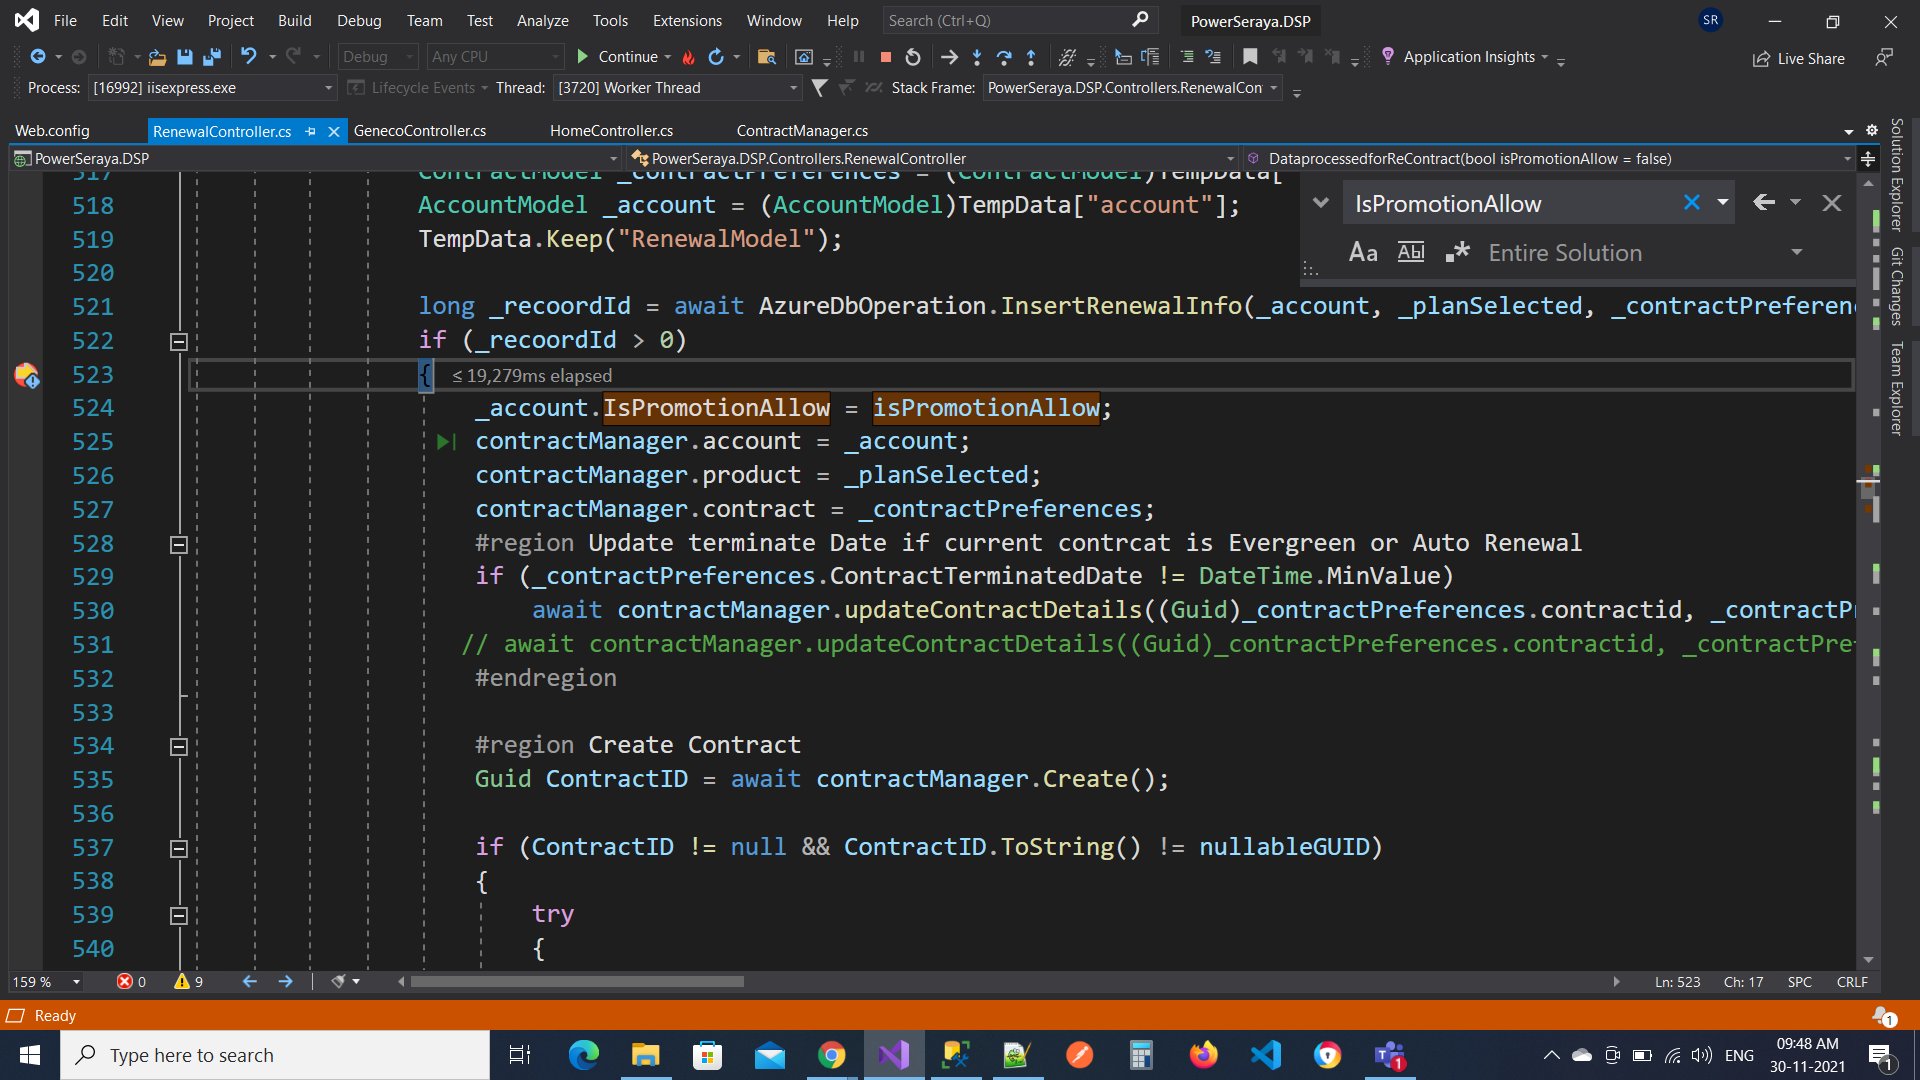 File Edit View Project Build Debug Team Test Analyze Tools Extensions Window Help Search (Ctrl+Q) PowerSeraya.DSP SR
Debug Any CPU Continue Application Insights Live Share
Process: [16992] iisexpress.exe Lifecycle Events Thread: [3720] Worker Thread Stack Frame: PowerSeraya.DSP.Controllers.RenewalCon
Web.config RenewalController.cs GenecoController.cs HomeController.cs ContractManager.cs
PowerSeraya.DSP PowerSeraya.DSP.Controllers.RenewalController DataprocessedforReContract(bool isPromotionAllow = false)
517 ContractModel _contractPreferences = (ContractModel)TempData[
518 AccountModel _account = (AccountModel)TempData["account"];
519 TempData.Keep("RenewalModel");
520
521 long _recoordId = await AzureDbOperation.InsertRenewalInfo(_account, _planSelected, _contractPreferen
522 if (_recoordId > 0)
523 { ≤ 19,279ms elapsed
524 _account.IsPromotionAllow = isPromotionAllow;
525 contractManager.account = _account;
526 contractManager.product = _planSelected;
527 contractManager.contract = _contractPreferences;
528 #region Update terminate Date if current contrcat is Evergreen or Auto Renewal
529 if (_contractPreferences.ContractTerminatedDate != DateTime.MinValue)
530 await contractManager.updateContractDetails((Guid)_contractPreferences.contractid, _contractP
531 // await contractManager.updateContractDetails((Guid)_contractPreferences.contractid, _contractPre
532 #endregion
533
534 #region Create Contract
535 Guid ContractID = await contractManager.Create();
536
537 if (ContractID != null && ContractID.ToString() != nullableGUID)
538 {
539 try
540 {
IsPromotionAllow
Aa Abl .* Entire Solution
Solution Explorer
Git Changes
Team Explorer
159 % 0 9 Ln: 523 Ch: 17 SPC CRLF
Ready 1
Type here to search 1 ENG 09:48 AM 1
30-11-2021